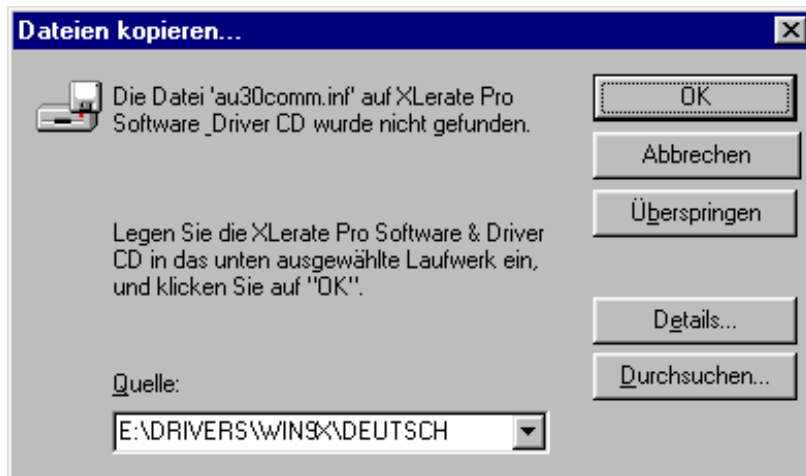 Dateien kopieren...
Die Datei 'au30comm.inf' auf XLerate Pro
Software _Driver CD wurde nicht gefunden.
OK
Abbrechen
Überspringen
Legen Sie die XLerate Pro Software & Driver
CD in das unten ausgewählte Laufwerk ein,
und klicken Sie auf "OK".
Details...
Durchsuchen...
Quelle:
E:\DRIVERS\WIN9X\DEUTSCH